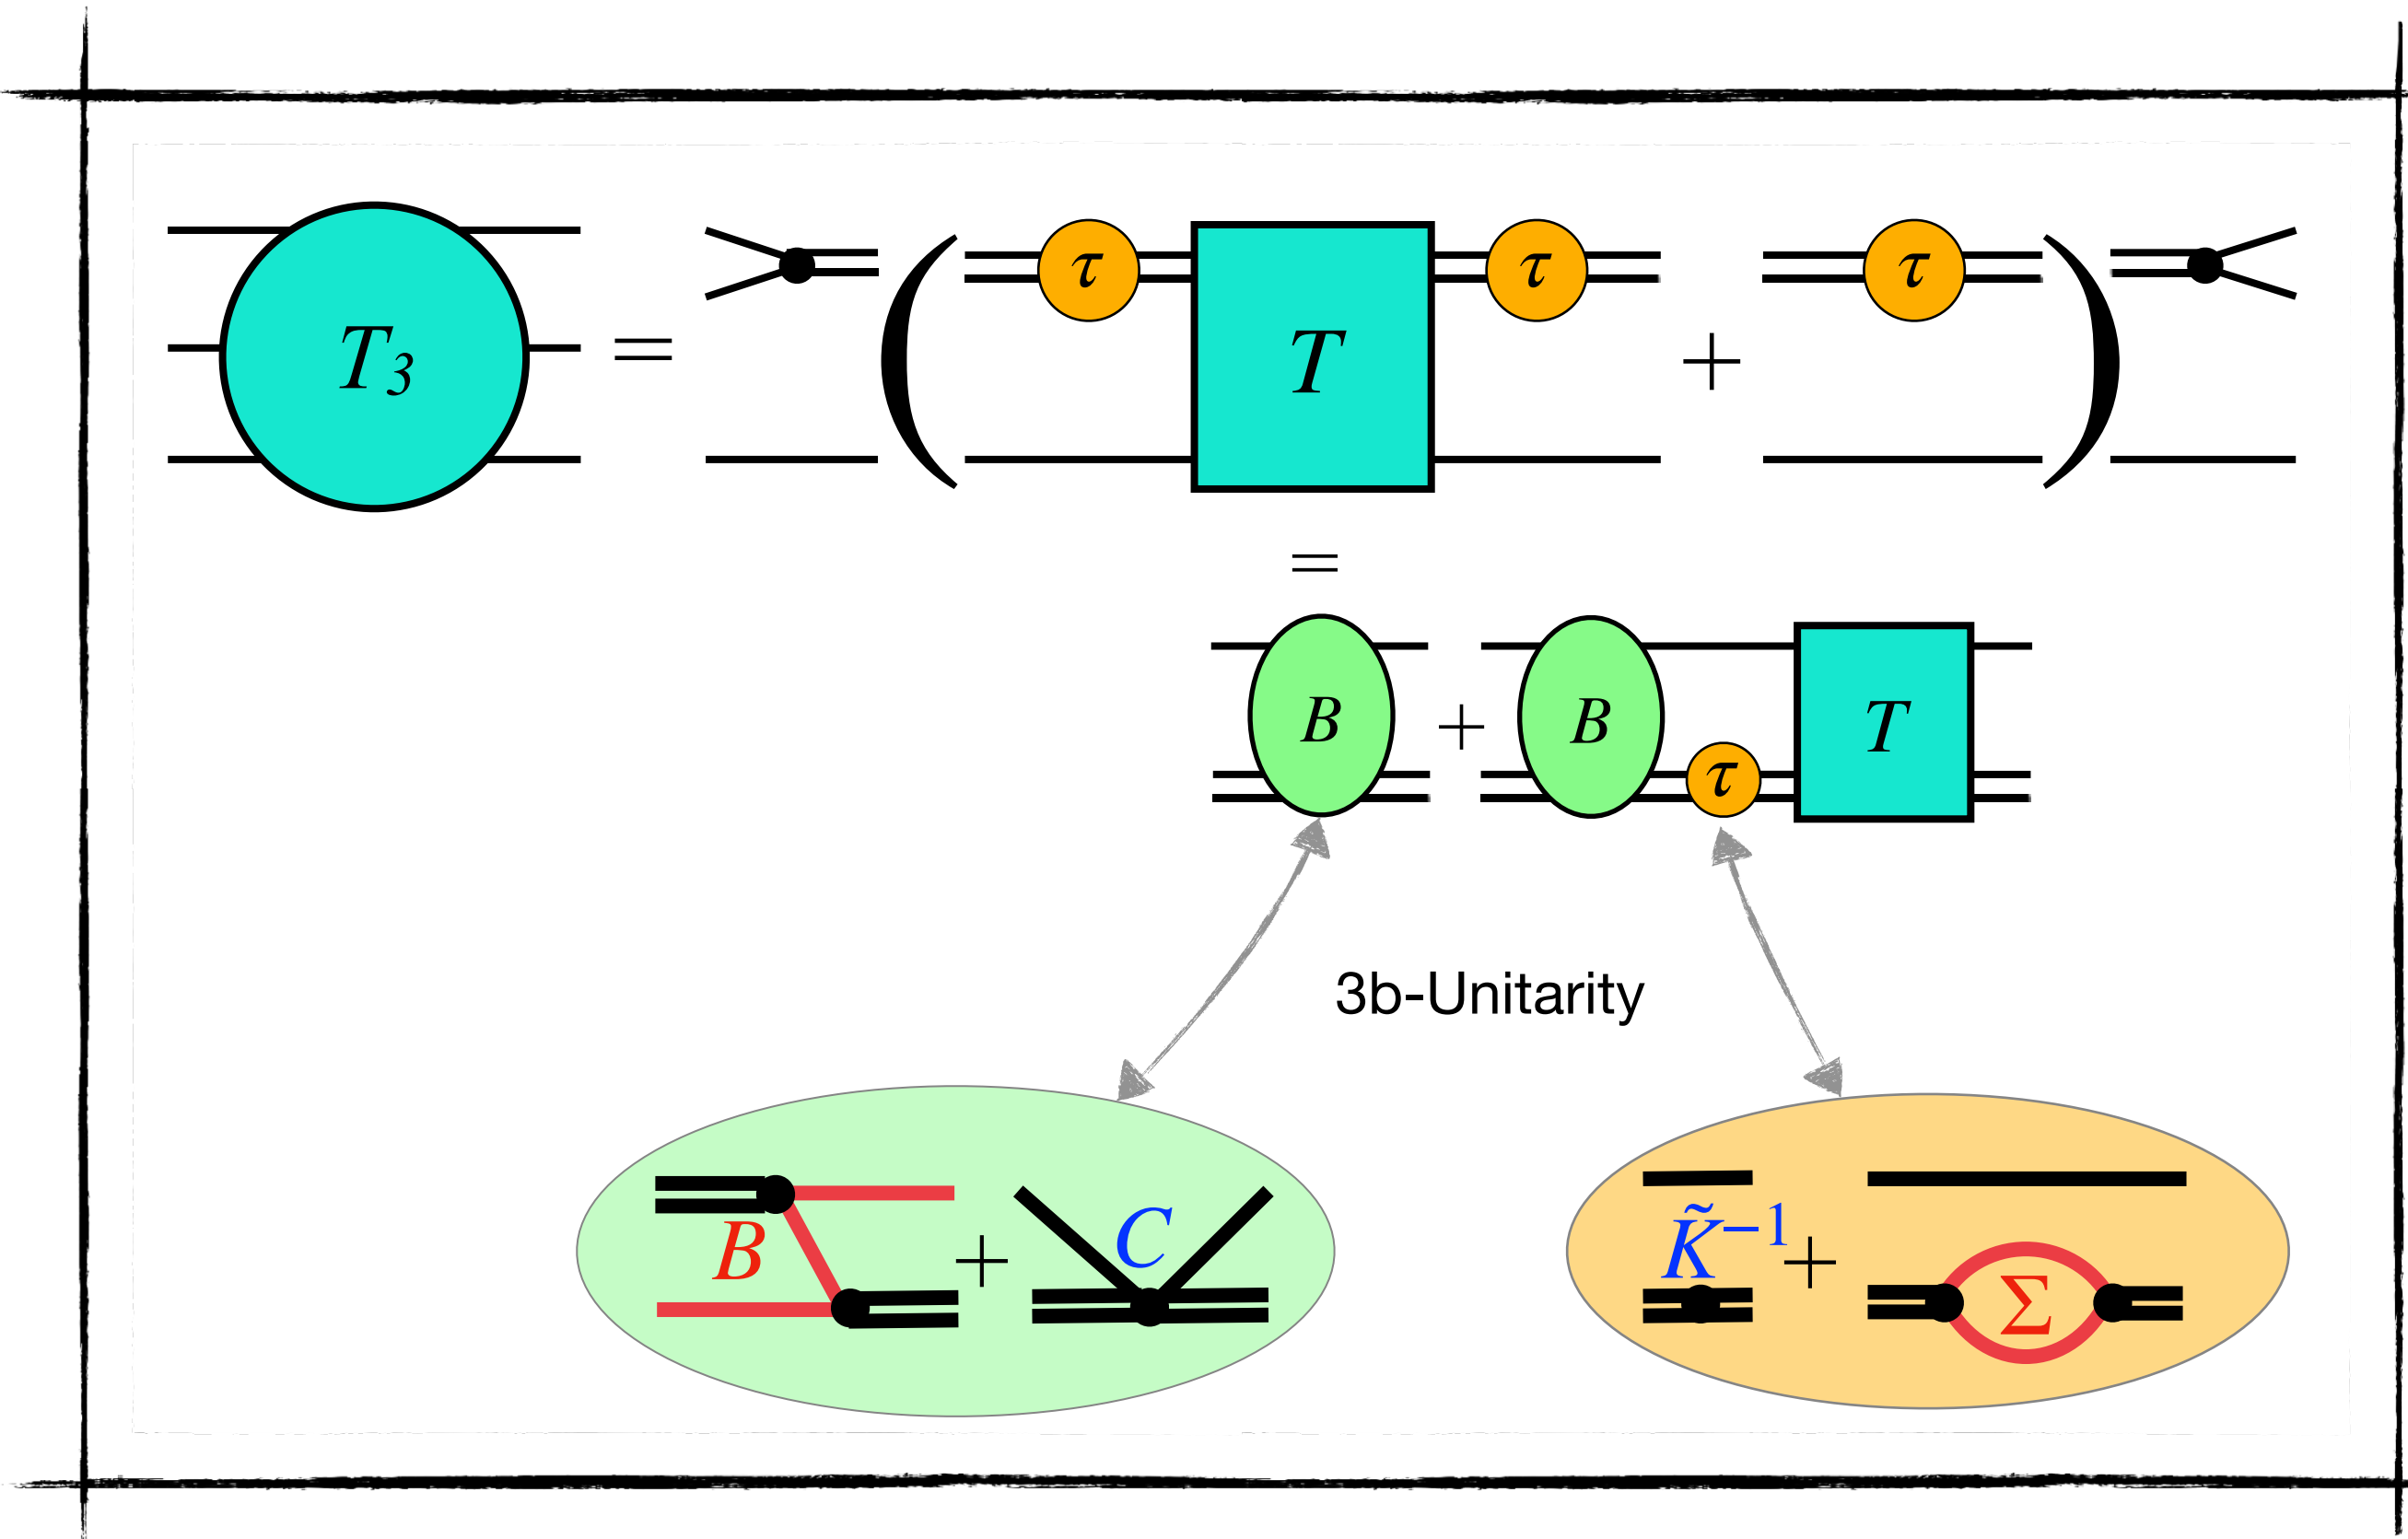 T₃ = ( τ T τ + τ )
=
B + B τ T
3b-Unitarity
B + C K̃⁻¹ + Σ